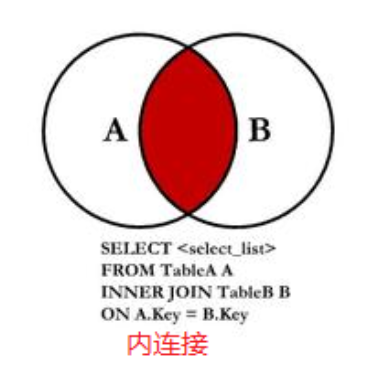 A B
SELECT <select_list>
FROM TableA A
INNER JOIN TableB B
ON A.Key = B.Key
内连接